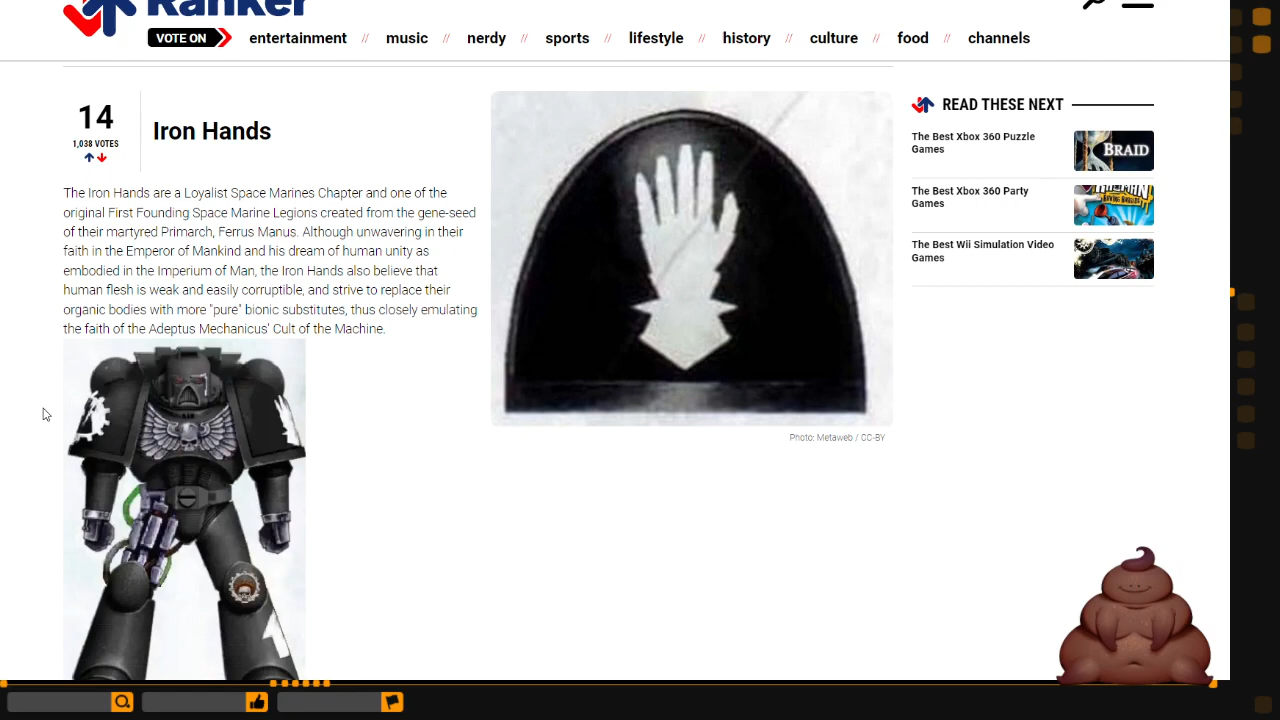 Ranker
VOTE ON
entertainment // music // nerdy // sports // lifestyle // history // culture // food // channels
14
1,038 VOTES
Iron Hands
The Iron Hands are a Loyalist Space Marines Chapter and one of the
original First Founding Space Marine Legions created from the gene-seed
of their martyred Primarch, Ferrus Manus. Although unwavering in their
faith in the Emperor of Mankind and his dream of human unity as
embodied in the Imperium of Man, the Iron Hands also believe that
human flesh is weak and easily corruptible, and strive to replace their
organic bodies with more "pure" bionic substitutes, thus closely emulating
the faith of the Adeptus Mechanicus' Cult of the Machine.
Photo: Metaweb / CC-BY
READ THESE NEXT
The Best Xbox 360 Puzzle
Games
BRAID
The Best Xbox 360 Party
Games
The Best Wii Simulation Video
Games